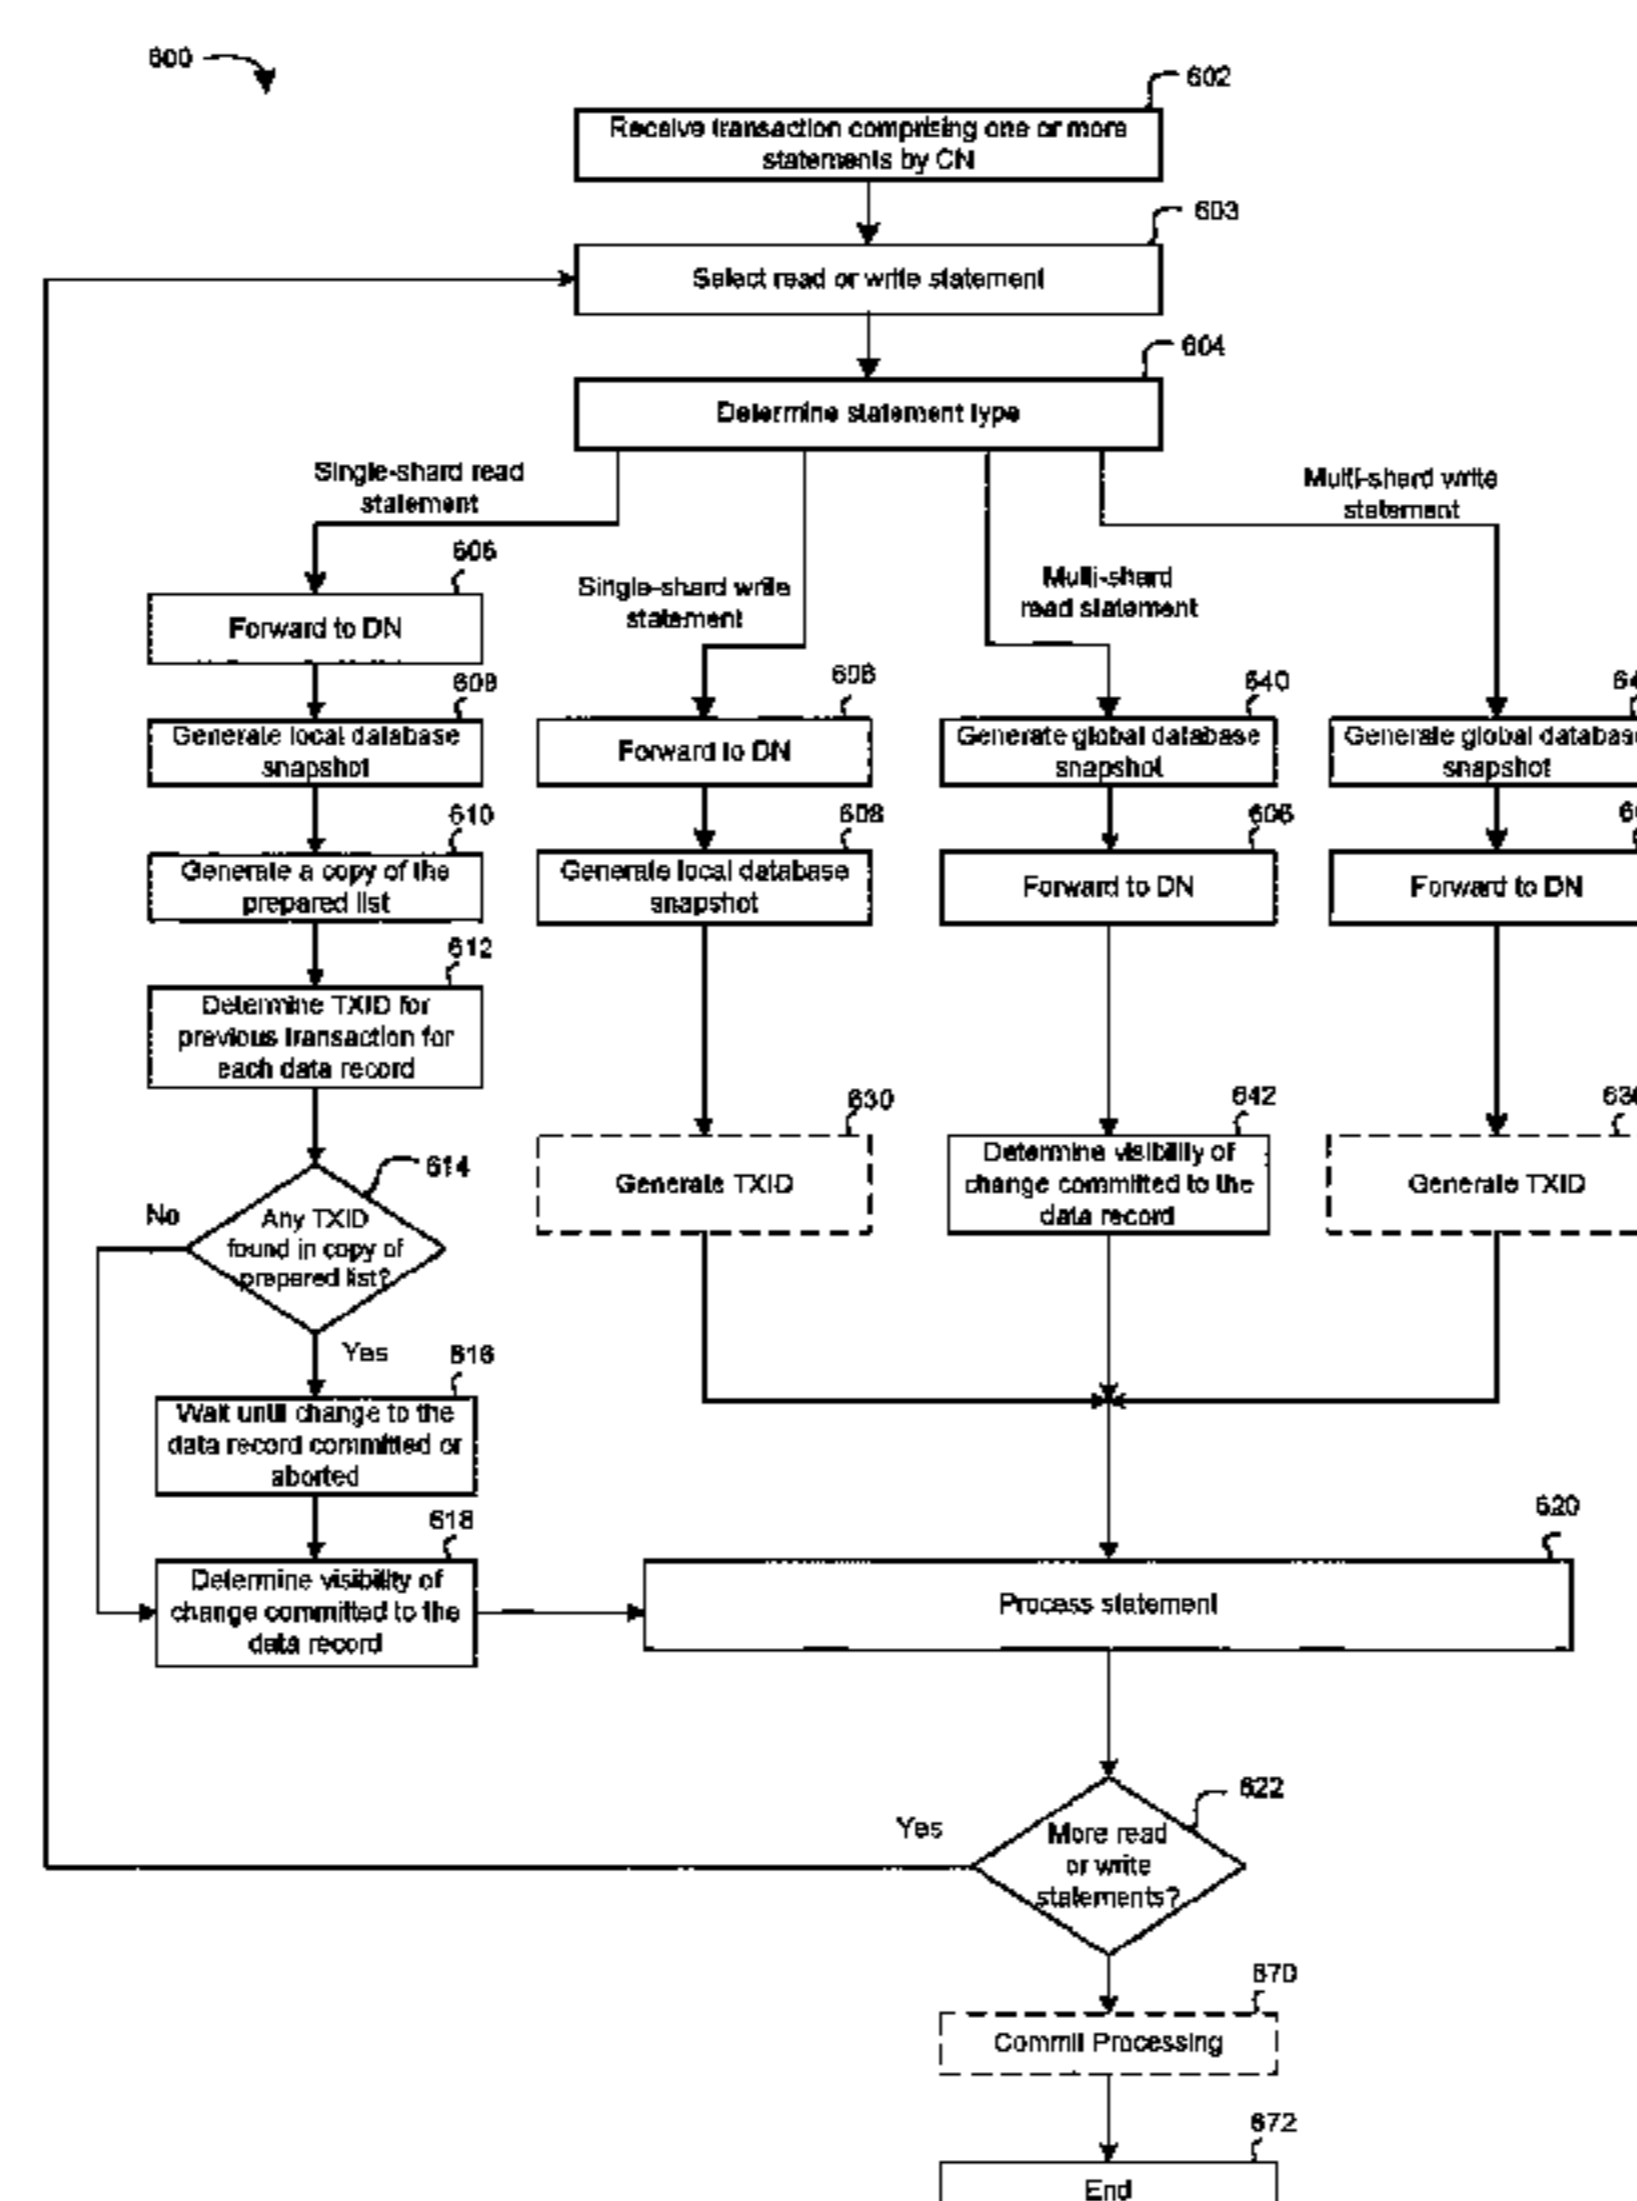 600
602
Receive transaction comprising one or more
statements by CN
603
Select read or write statement
604
Determine statement type
Single-shard read
statement
Single-shard write
statement
Multi-shard
read statement
Multi-shard write
statement
606
Forward to DN
608
Generate local database
snapshot
610
Generate a copy of the
prepared list
612
Determine TXID for
previous transaction for
each data record
614
Any TXID
found in copy of
prepared list?
No
Yes
616
Wait until change to the
data record committed or
aborted
618
Determine visibility of
change committed to the
data record
606
Forward to DN
608
Generate local database
snapshot
630
Generate TXID
640
Generate global database
snapshot
606
Forward to DN
642
Determine visibility of
change committed to the
data record
Generate global database
snapshot
Forward to DN
630
Generate TXID
620
Process statement
622
More read
or write
statements?
Yes
670
Commit Processing
672
End